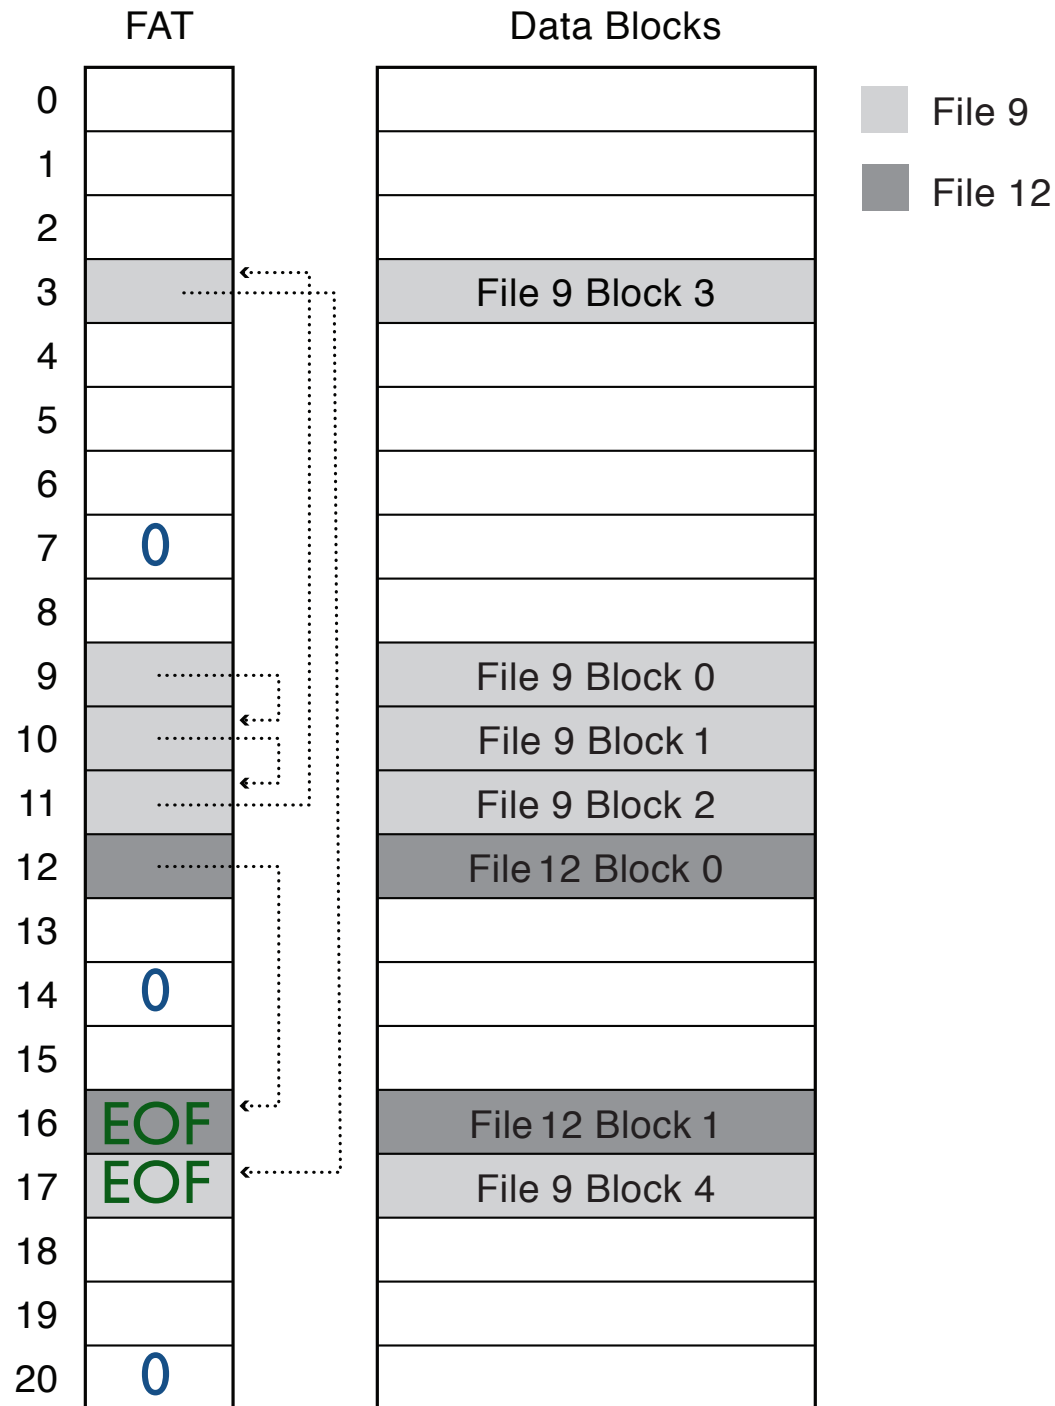 FAT Data Blocks
0 File 9
1
2 File 12
3 File 9 Block 3
4
5
6
7 0
8
9 File 9 Block 0
10 File 9 Block 1
11 File 9 Block 2
12 File 12 Block 0
13
14 0
15
16 EOF File 12 Block 1
17 EOF File 9 Block 4
18
19
20 0